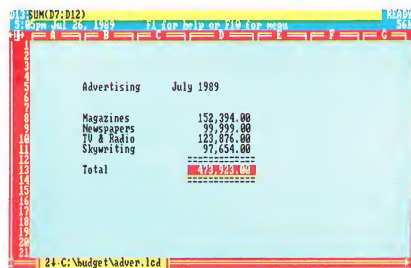 D13:SUM(D7:D12) READY
5:05pm Jul 26, 1989 F1 for help or F10 for menu
A B C D E F G
1
2
3
4
5 Advertising July 1989
6
7
8 Magazines 152,394.00
9 Newspapers 99,999.00
10 TV & Radio 123,876.00
11 Skywriting 97,654.00
12 ============
13 Total 473,923.00
14 ============
15
16
17
18
19
20
21
24 C:\budget\adver.lcd